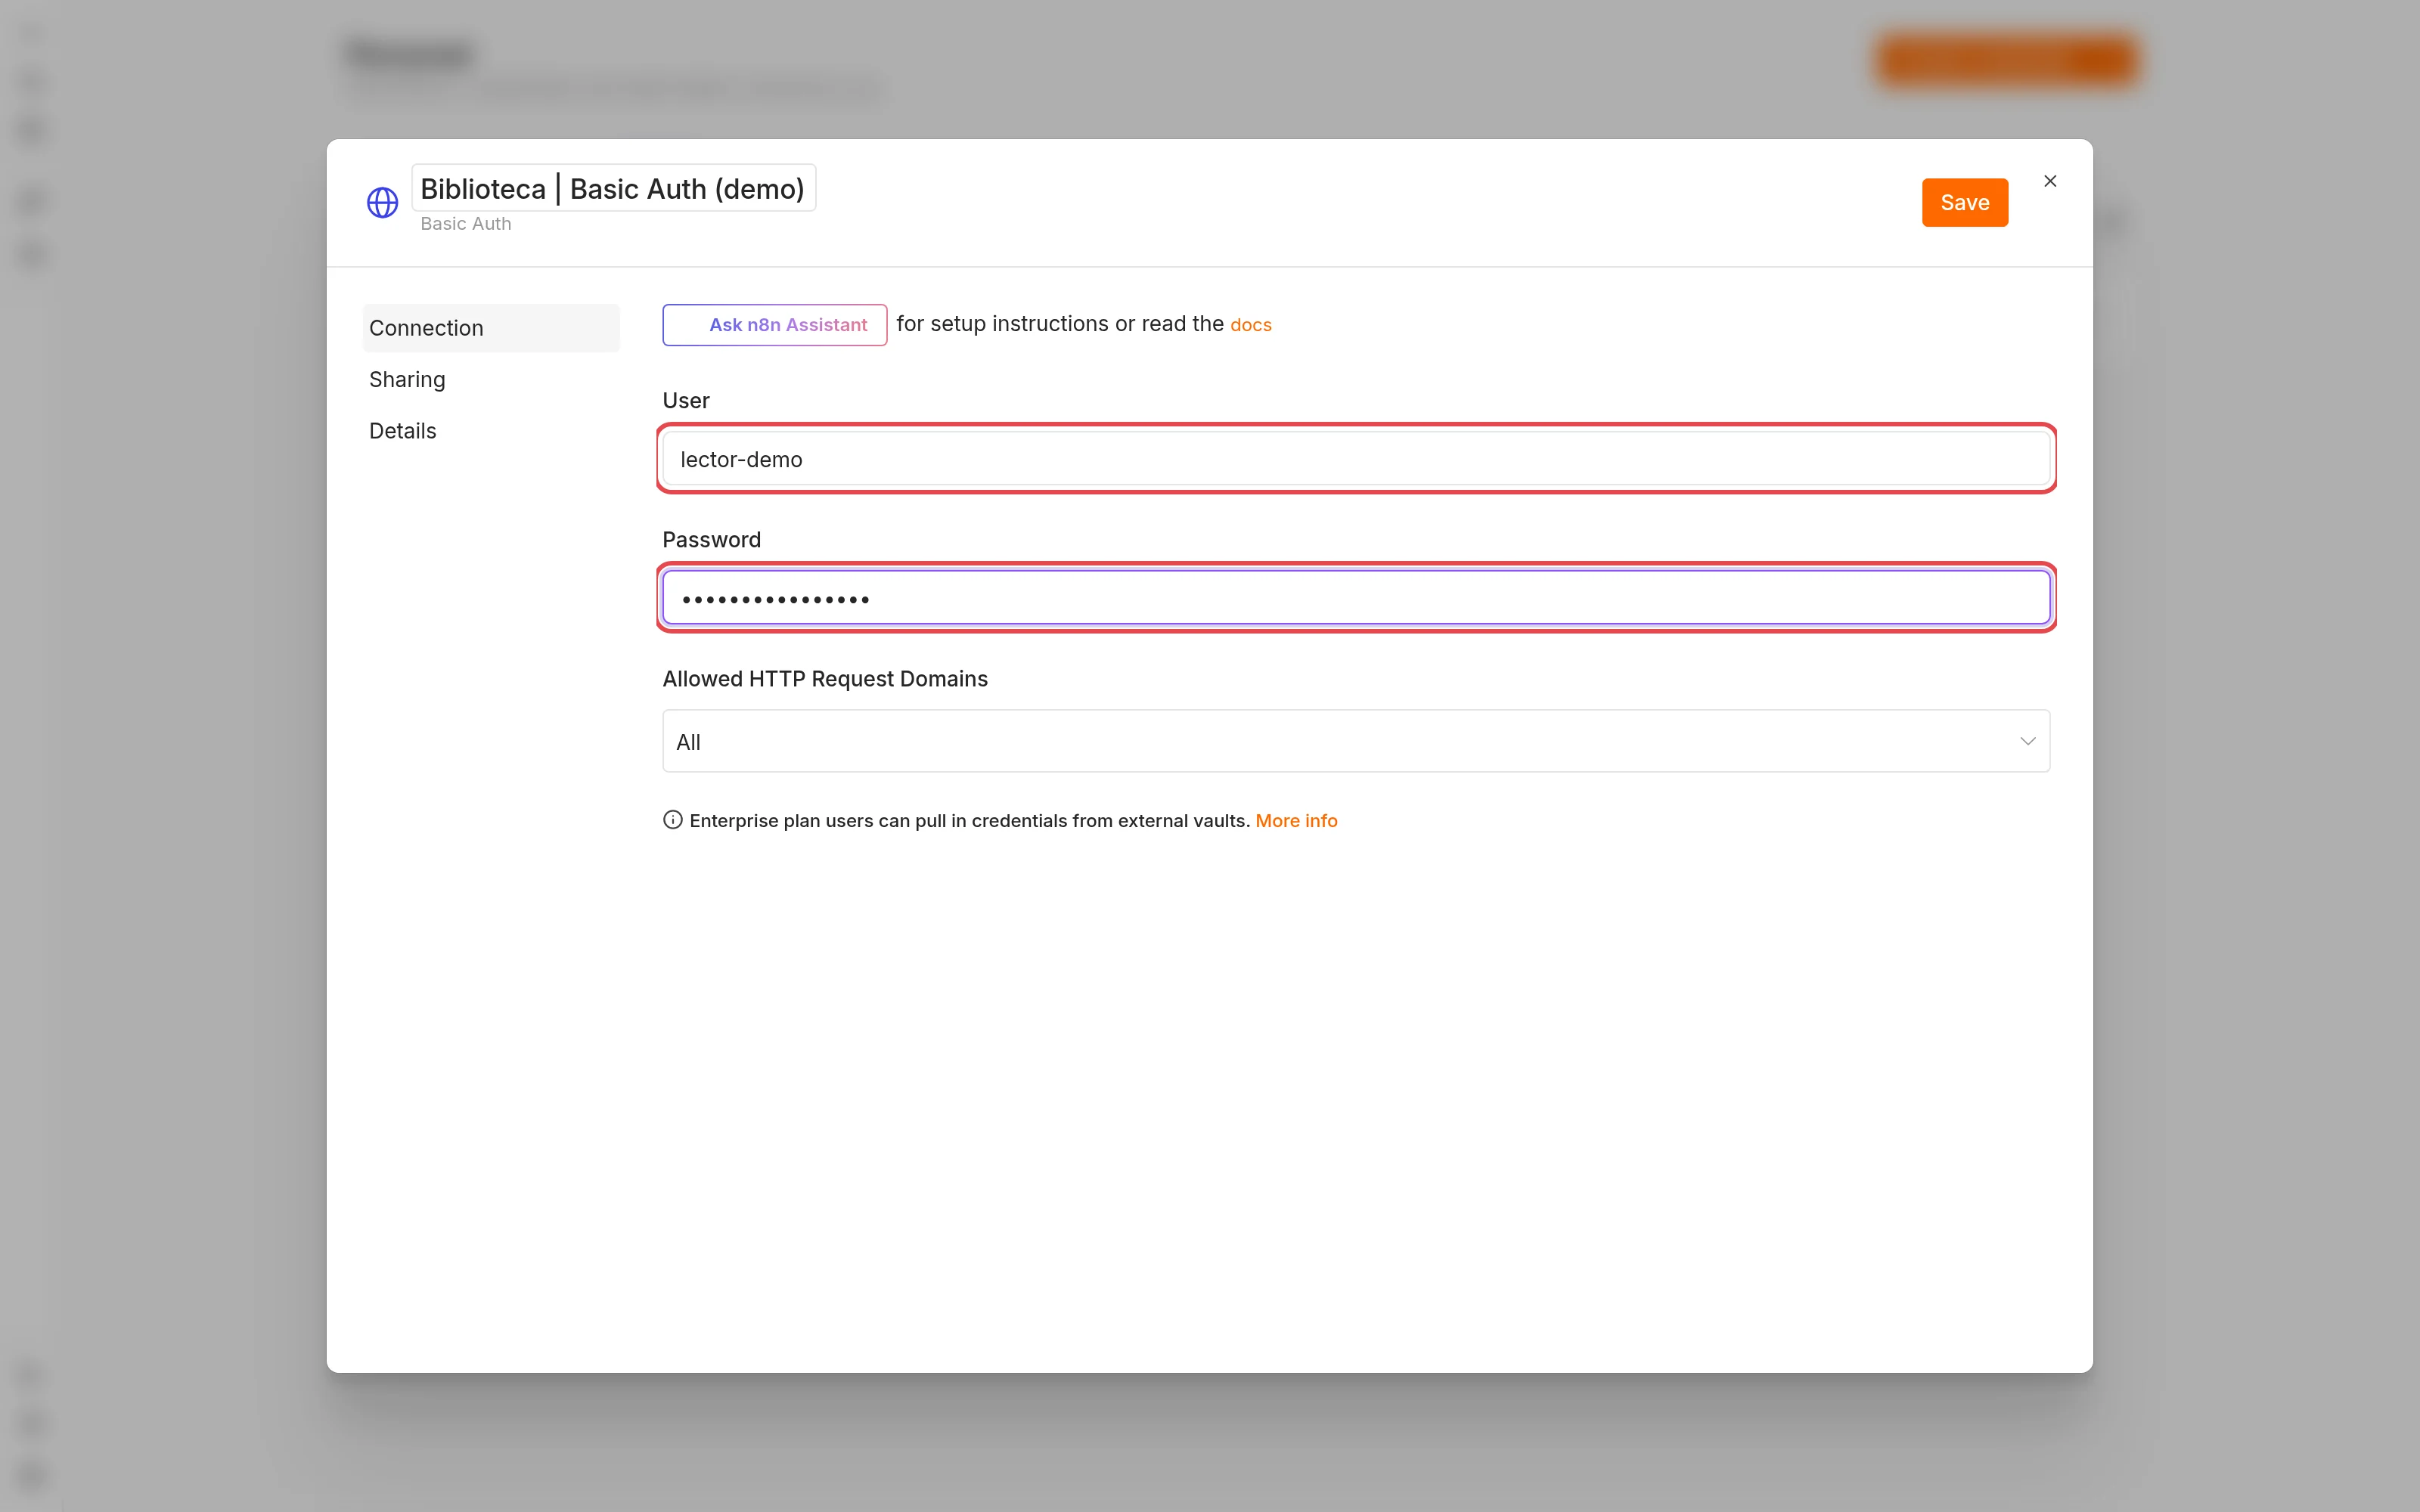 Biblioteca | Basic Auth (demo)
Basic Auth
Save
Connection
Sharing
Details
Ask n8n Assistant for setup instructions or read the docs
User
lector-demo
Password
••••••••••••••••
Allowed HTTP Request Domains
All
Enterprise plan users can pull in credentials from external vaults. More info